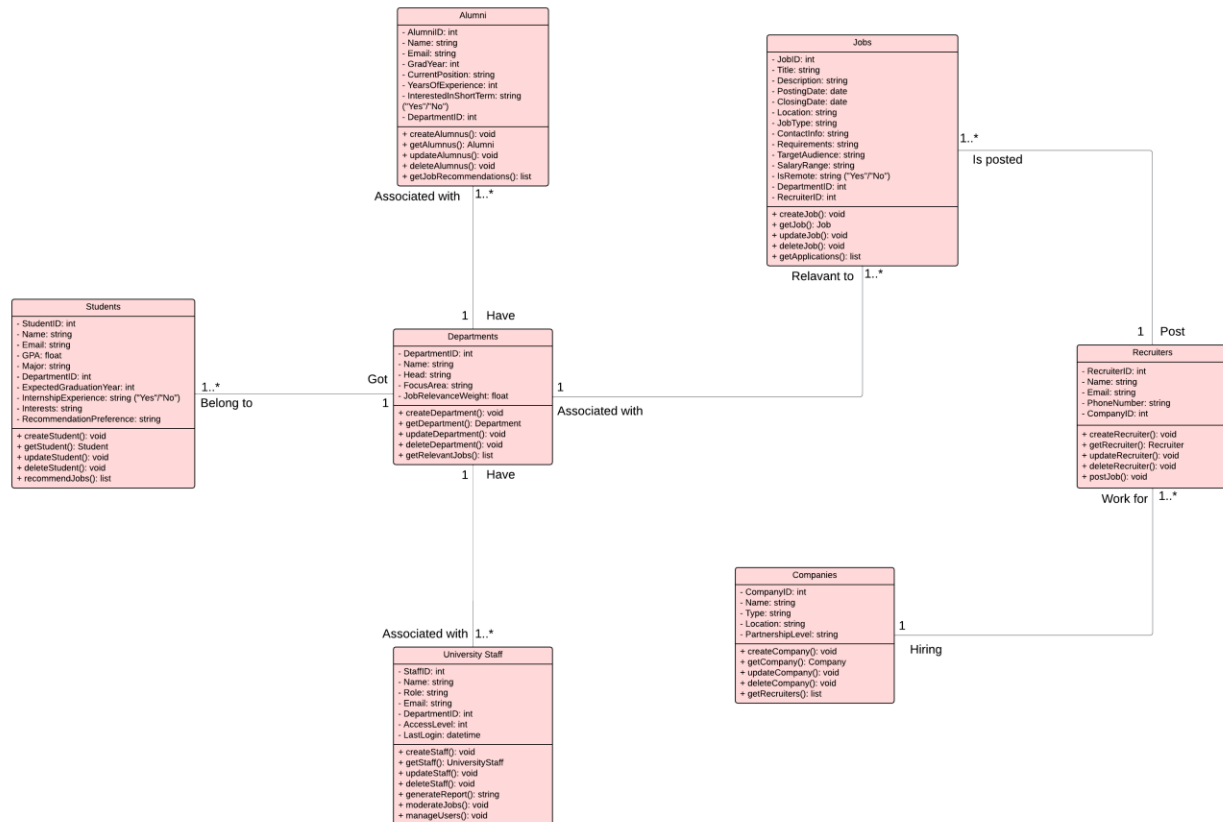 Alumni
- AlumniID: int
- Name: string
- Email: string
- GradYear: int
- CurrentPosition: string
- YearsOfExperience: int
- InterestedInShortTerm: string
("Yes"/"No")
- DepartmentID: int
+ createAlumnus(): void
+ getAlumnus(): Alumni
+ updateAlumnus(): void
+ deleteAlumnus(): void
+ getJobRecommendations(): list
Associated with 1..*
Jobs
- JobID: int
- Title: string
- Description: string
- PostingDate: date
- ClosingDate: date
- Location: string
- JobType: string
- ContactInfo: string
- Requirements: string
- TargetAudience: string
- SalaryRange: string
- IsRemote: string ("Yes"/"No")
- DepartmentID: int
- RecruiterID: int
+ createJob(): void
+ getJob(): Job
+ updateJob(): void
+ deleteJob(): void
+ getApplications(): list
1..*
Is posted
Relavant to 1..*
Students
- StudentID: int
- Name: string
- Email: string
- GPA: float
- Major: string
- DepartmentID: int
- ExpectedGraduationYear: int
- InternshipExperience: string ("Yes"/"No")
- Interests: string
- RecommendationPreference: string
+ createStudent(): void
+ getStudent(): Student
+ updateStudent(): void
+ deleteStudent(): void
+ recommendJobs(): list
1..*
Belong to
Got
1
1 Have
Departments
- DepartmentID: int
- Name: string
- Head: string
- FocusArea: string
- JobRelevanceWeight: float
+ createDepartment(): void
+ getDepartment(): Department
+ updateDepartment(): void
+ deleteDepartment(): void
+ getRelevantJobs(): list
1
Associated with
1 Have
1 Post
Recruiters
- RecruiterID: int
- Name: string
- Email: string
- PhoneNumber: string
- CompanyID: int
+ createRecruiter(): void
+ getRecruiter(): Recruiter
+ updateRecruiter(): void
+ deleteRecruiter(): void
+ postJob(): void
Work for 1..*
Companies
- CompanyID: int
- Name: string
- Type: string
- Location: string
- PartnershipLevel: string
+ createCompany(): void
+ getCompany(): Company
+ updateCompany(): void
+ deleteCompany(): void
+ getRecruiters(): list
1
Hiring
Associated with 1..*
University Staff
- StaffID: int
- Name: string
- Role: string
- Email: string
- DepartmentID: int
- AccessLevel: int
- LastLogin: datetime
+ createStaff(): void
+ getStaff(): UniversityStaff
+ updateStaff(): void
+ deleteStaff(): void
+ generateReport(): string
+ moderateJobs(): void
+ manageUsers(): void